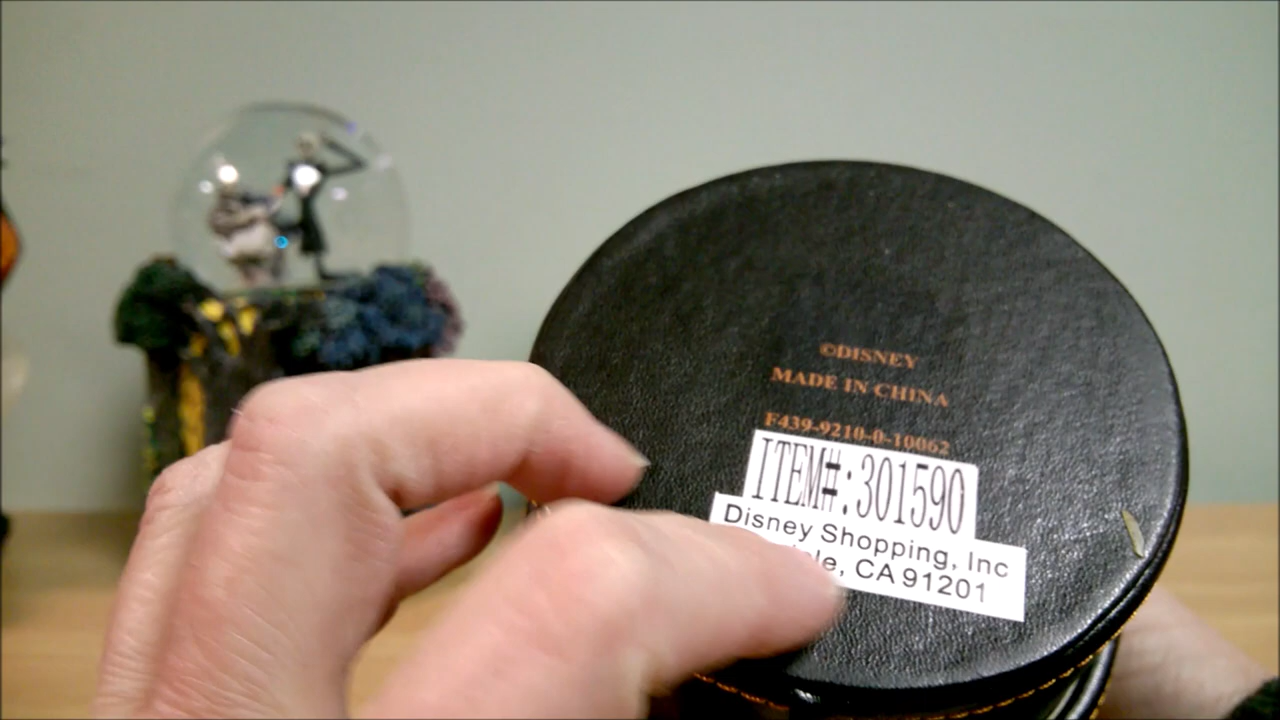 ©DISNEY
MADE IN CHINA
F439-9210-0-10062
ITEM#:301590
Disney Shopping, Inc
CA 91201